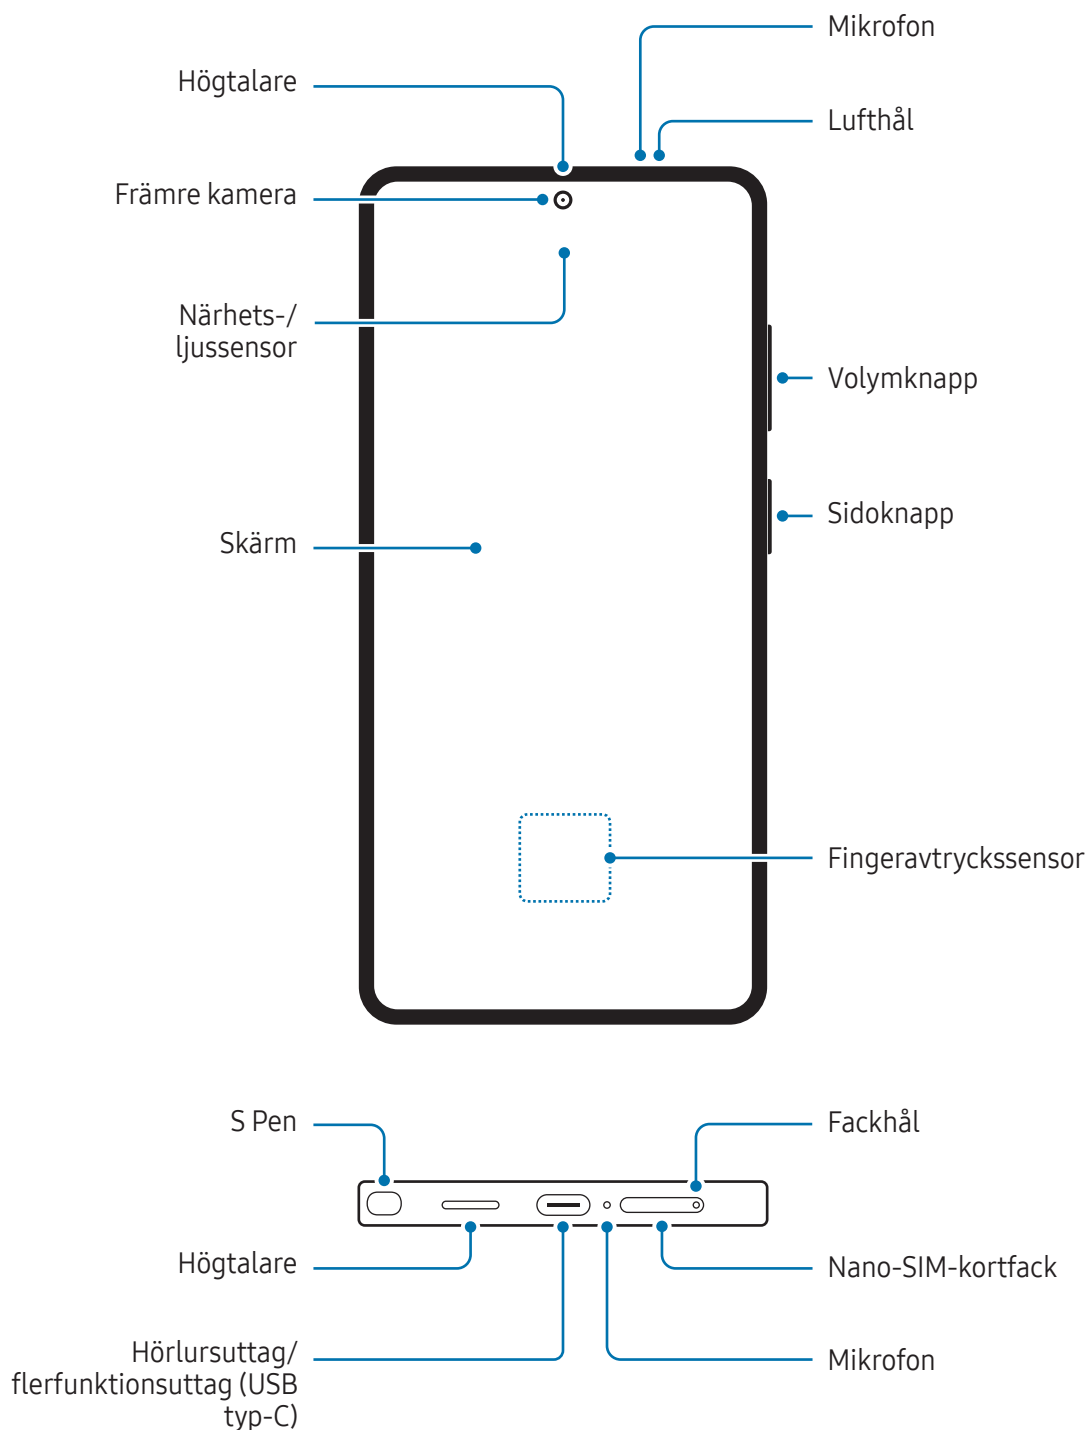 Mikrofon
Högtalare
Lufthål
Främre kamera
Närhets-/
ljussensor
Volymknapp
Sidoknapp
Skärm
Fingeravtryckssensor
S Pen
Fackhål
Högtalare
Nano-SIM-kortfack
Hörlursuttag/
flerfunktionsuttag (USB
typ-C)
Mikrofon